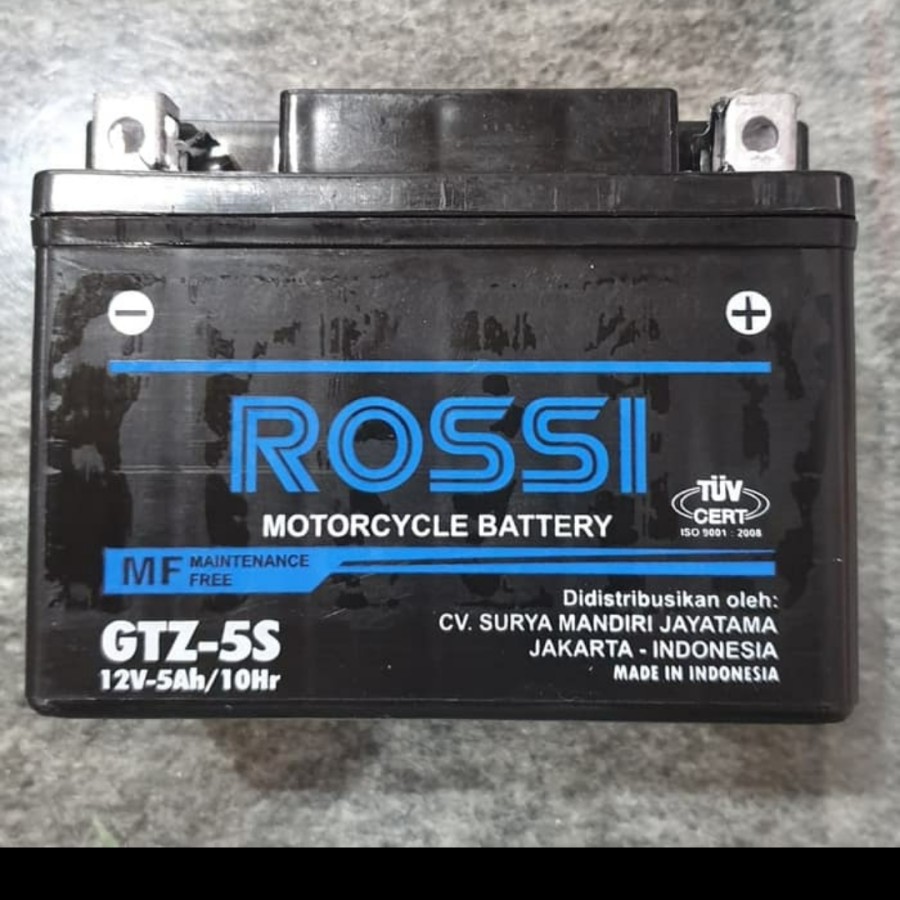 − +
ROSSI
TÜV
CERT
ISO 9001 : 2008
MOTORCYCLE BATTERY
MF MAINTENANCE
FREE
GTZ-5S
12V-5Ah/10Hr
Didistribusikan oleh:
CV. SURYA MANDIRI JAYATAMA
JAKARTA - INDONESIA
MADE IN INDONESIA